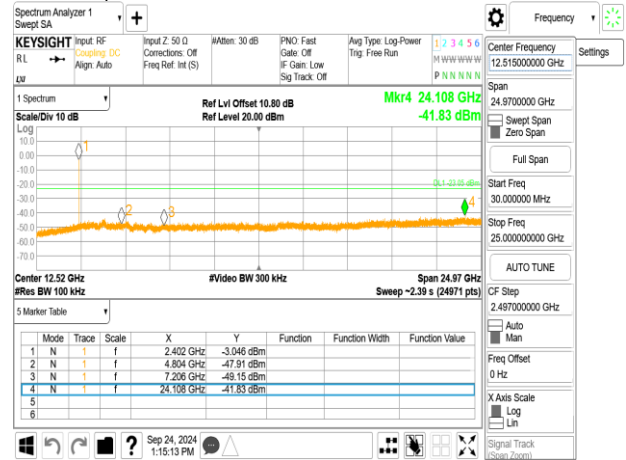 Spectrum Analyzer 1
Swept SA
Frequency
KEYSIGHT
RL
Input: RF
Coupling: DC
Align: Auto
Input Z: 50 Ω
Corrections: Off
Freq Ref: Int (S)
#Atten: 30 dB
PNO: Fast
Gate: Off
IF Gain: Low
Sig Track: Off
Avg Type: Log-Power
Trig: Free Run
1 2 3 4 5 6
M W W W W W
P N N N N N
Center Frequency
12.515000000 GHz
Settings
Span
24.9700000 GHz
Swept Span
Zero Span
Full Span
Start Freq
30.000000 MHz
Stop Freq
25.000000000 GHz
AUTO TUNE
CF Step
2.497000000 GHz
Auto
Man
Freq Offset
0 Hz
X Axis Scale
Log
Lin
Signal Track
(Span Zoom)
1 Spectrum
Scale/Div 10 dB
Ref Lvl Offset 10.80 dB
Ref Level 20.00 dBm
Mkr4 24.108 GHz
-41.83 dBm
Log
10.0
0.00
-10.0
-20.0
-30.0
-40.0
-50.0
-60.0
-70.0
1
2
3
4
DL1 -23.05 dBm
Center 12.52 GHz
#Video BW 300 kHz
Span 24.97 GHz
#Res BW 100 kHz
Sweep ~2.39 s (24971 pts)
5 Marker Table
Mode Trace Scale X Y Function Function Width Function Value
1 N 1 f 2.402 GHz -3.046 dBm
2 N 1 f 4.804 GHz -47.91 dBm
3 N 1 f 7.206 GHz -49.15 dBm
4 N 1 f 24.108 GHz -41.83 dBm
5
6
?
Sep 24, 2024
1:15:13 PM